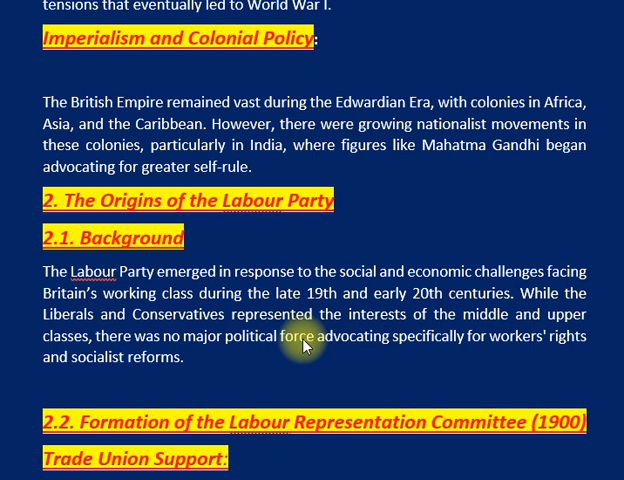 tensions that eventually led to World War I.
Imperialism and Colonial Policy:
The British Empire remained vast during the Edwardian Era, with colonies in Africa,
Asia, and the Caribbean. However, there were growing nationalist movements in
these colonies, particularly in India, where figures like Mahatma Gandhi began
advocating for greater self-rule.
2. The Origins of the Labour Party
2.1. Background
The Labour Party emerged in response to the social and economic challenges facing
Britain’s working class during the late 19th and early 20th centuries. While the
Liberals and Conservatives represented the interests of the middle and upper
classes, there was no major political force advocating specifically for workers' rights
and socialist reforms.
2.2. Formation of the Labour Representation Committee (1900)
Trade Union Support: